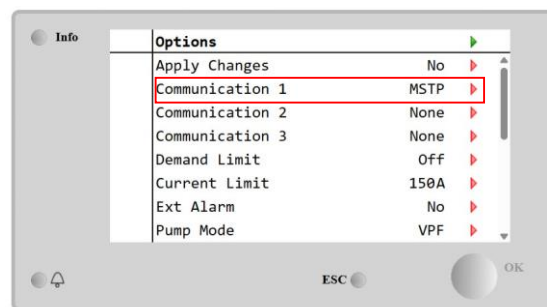 Info
Options
Apply Changes No
Communication 1 MSTP
Communication 2 None
Communication 3 None
Demand Limit Off
Current Limit 150A
Ext Alarm No
Pump Mode VPF
ESC
OK